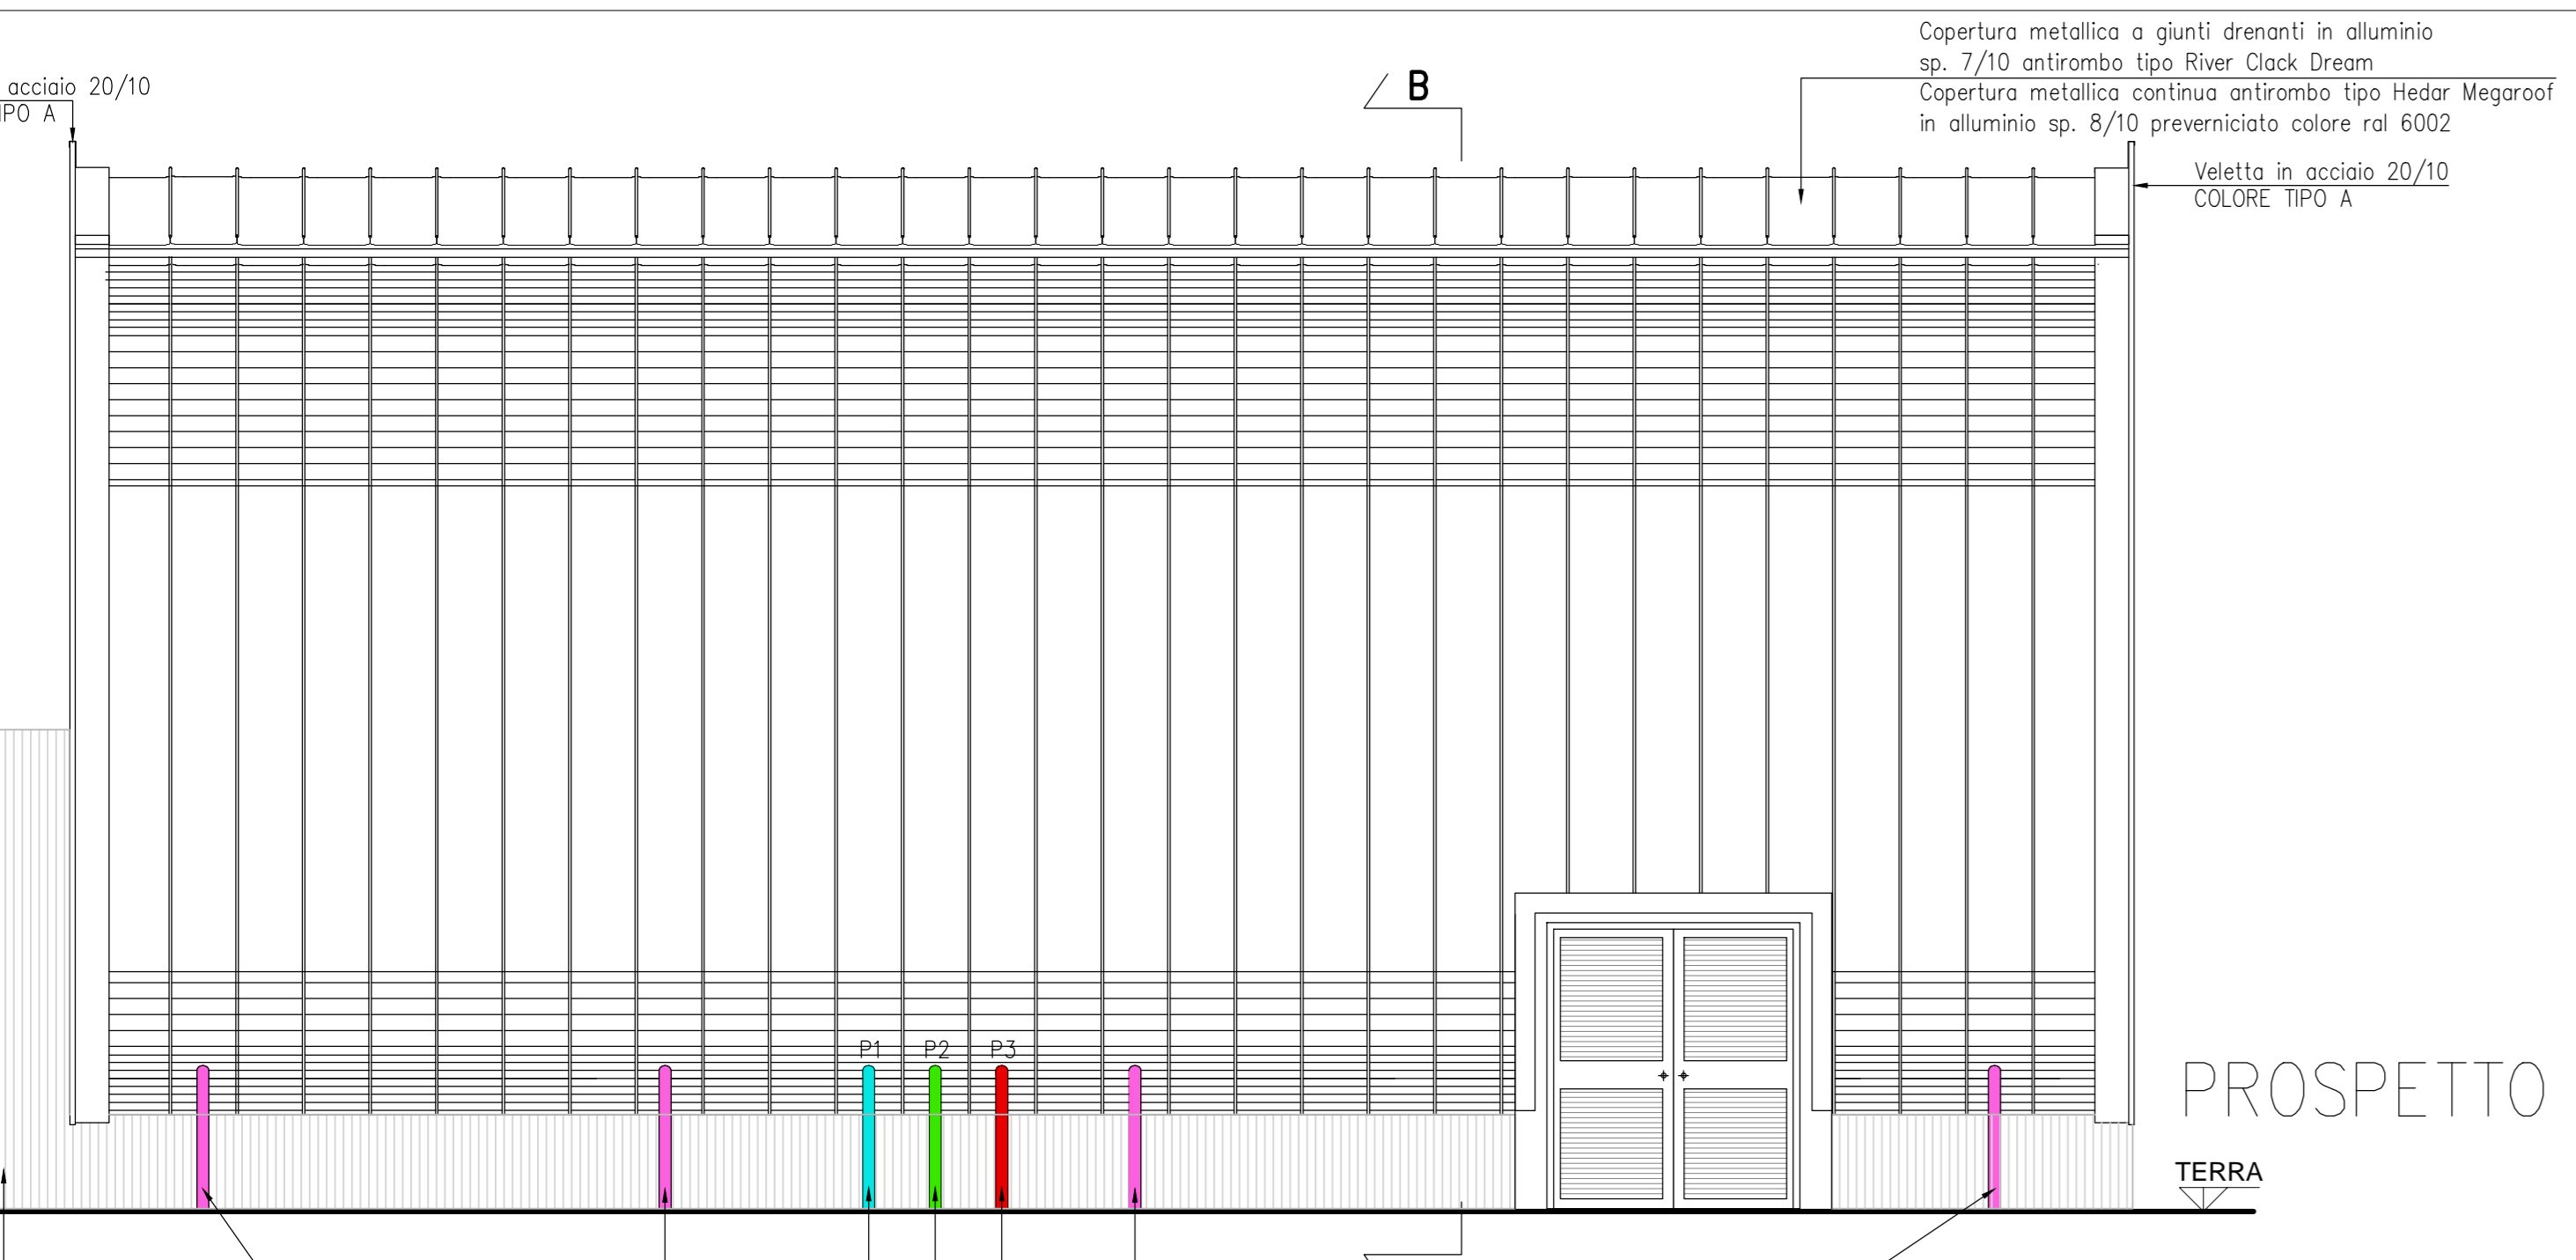 Copertura metallica a giunti drenanti in alluminio
sp. 7/10 antirombo tipo River Clack Dream
Copertura metallica continua antirombo tipo Hedar Megaroof
in alluminio sp. 8/10 preverniciato colore ral 6002
acciaio 20/10
IPO A
B
Veletta in acciaio 20/10
COLORE TIPO A
P1 P2 P3
PROSPETTO
TERRA